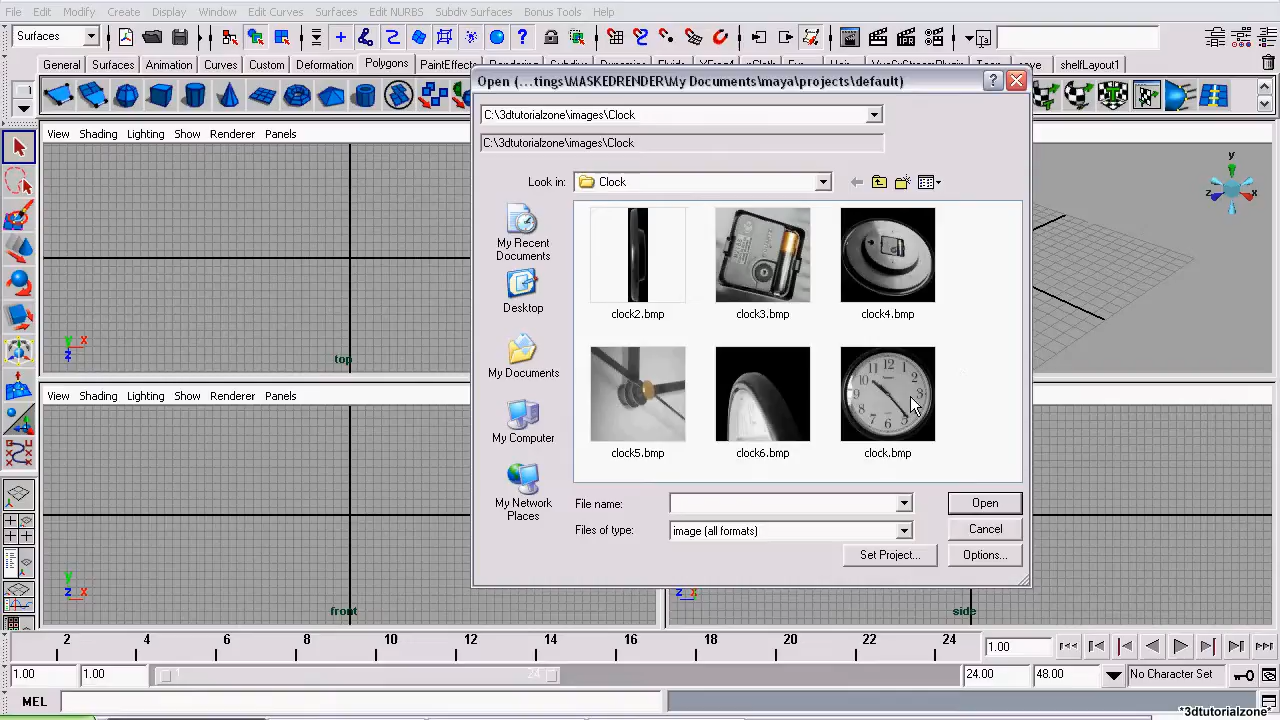 File Edit Modify Create Display Window Edit Curves Surfaces Edit NURBS Subdiv Surfaces Bonus Tools Help
Surfaces
General Surfaces Animation Curves Custom Deformation Polygons PaintEffects shelfLayout1
Open (...tings\MASKEDRENDER\My Documents\maya\projects\default)
C:\3dtutorialzone\images\Clock
C:\3dtutorialzone\images\Clock
View Shading Lighting Show Renderer Panels
Look in: Clock
My Recent Documents
Desktop
My Documents
My Computer
My Network Places
clock2.bmp clock3.bmp clock4.bmp
clock5.bmp clock6.bmp clock.bmp
File name: Open
Files of type: image (all formats) Cancel
Set Project... Options...
y
z x
y x
z
top
View Shading Lighting Show Renderer Panels
y
z x
front
z x
side
2 4 6 8 10 12 14 16 18 20 22 24 1.00
1.00 1.00 1 24 24.00 48.00 No Character Set
MEL
*3dtutorialzone*